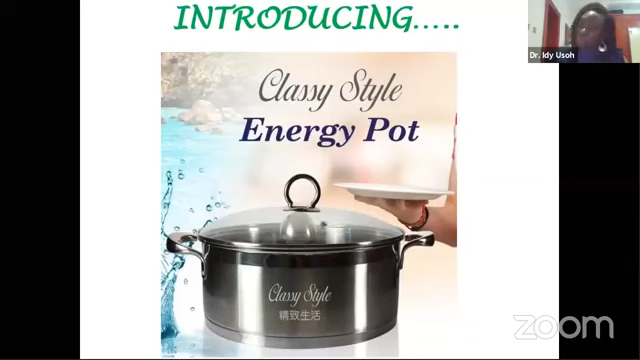 INTRODUCING.....
Dr. Idy Usoh
Classy Style
Energy Pot
Classy Style
精致生活
zoom